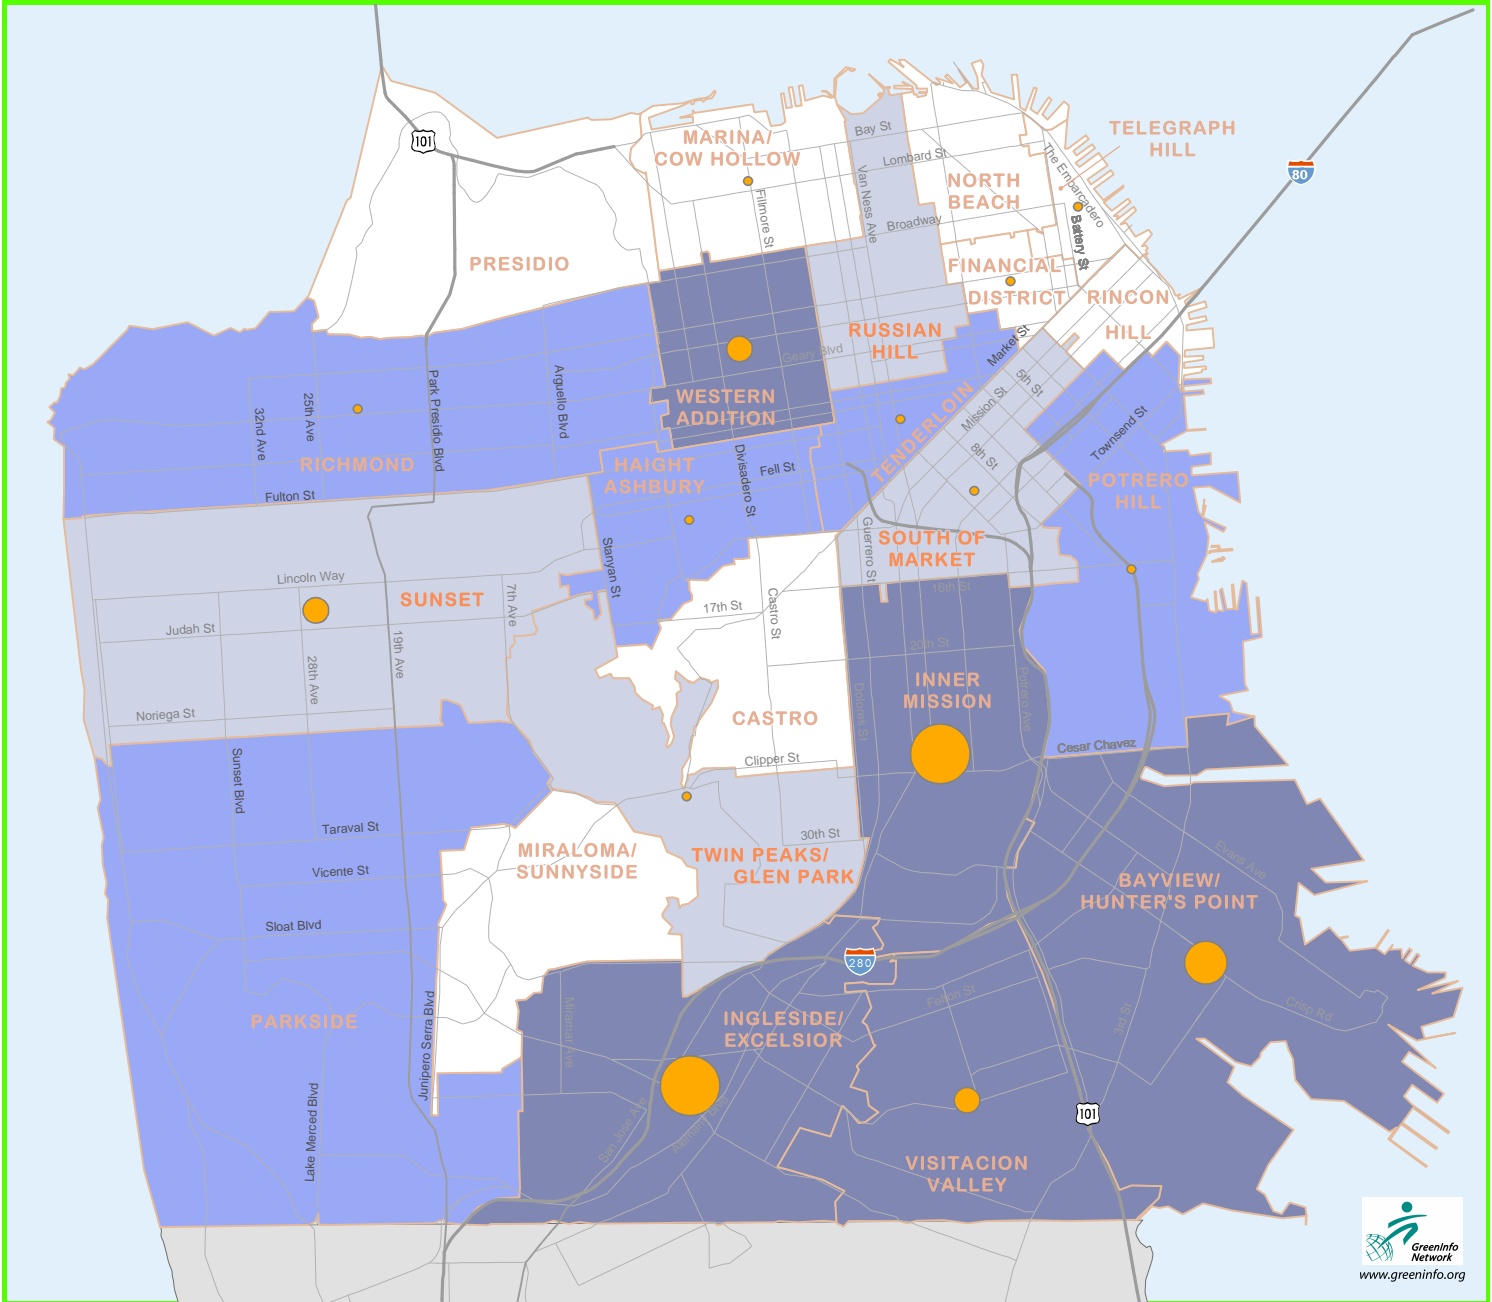 101
MARINA/
COW HOLLOW
Bay St
Lombard St
Van Ness Ave
Fillmore St
Broadway
NORTH
BEACH
The Embarcadero
Battery St
TELEGRAPH
HILL
80
PRESIDIO
FINANCIAL
DISTRICT
RINCON
HILL
RUSSIAN
HILL
Market St
Geary Blvd
WESTERN
ADDITION
5th St
Mission St
8th St
Townsend St
TENDERLOIN
POTRERO
HILL
32nd Ave
25th Ave
Park Presidio Blvd
Arguello Blvd
RICHMOND
Fulton St
HAIGHT
ASHBURY
Divisadero St
Fell St
Stanyan St
Guerrero St
SOUTH OF
MARKET
16th St
Lincoln Way
SUNSET
7th Ave
Judah St
19th Ave
28th Ave
Noriega St
17th St
Castro St
20th St
INNER
MISSION
Dolores St
Potrero Ave
CASTRO
Clipper St
Cesar Chavez
Sunset Blvd
Taraval St
Vicente St
Sloat Blvd
MIRALOMA/
SUNNYSIDE
30th St
TWIN PEAKS/
GLEN PARK
Evans Ave
BAYVIEW/
HUNTER'S POINT
280
Felton St
3rd St
Crisp Rd
PARKSIDE
Junipero Serra Blvd
Miramar Ave
INGLESIDE/
EXCELSIOR
San Jose Ave
Alemany Blvd
Lake Merced Blvd
101
VISITACION
VALLEY
GreenInfo
Network
www.greeninfo.org